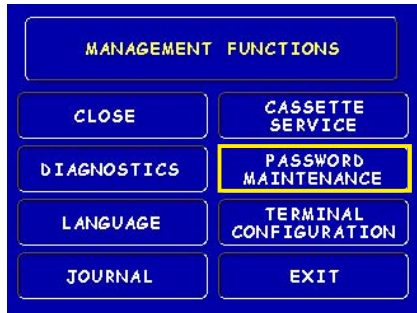 MANAGEMENT FUNCTIONS
CLOSE
CASSETTE
SERVICE
DIAGNOSTICS
PASSWORD
MAINTENANCE
LANGUAGE
TERMINAL
CONFIGURATION
JOURNAL
EXIT